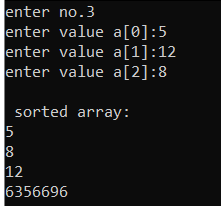 enter no.3
enter value a[0]:5
enter value a[1]:12
enter value a[2]:8
sorted array:
5
8
12
6356696